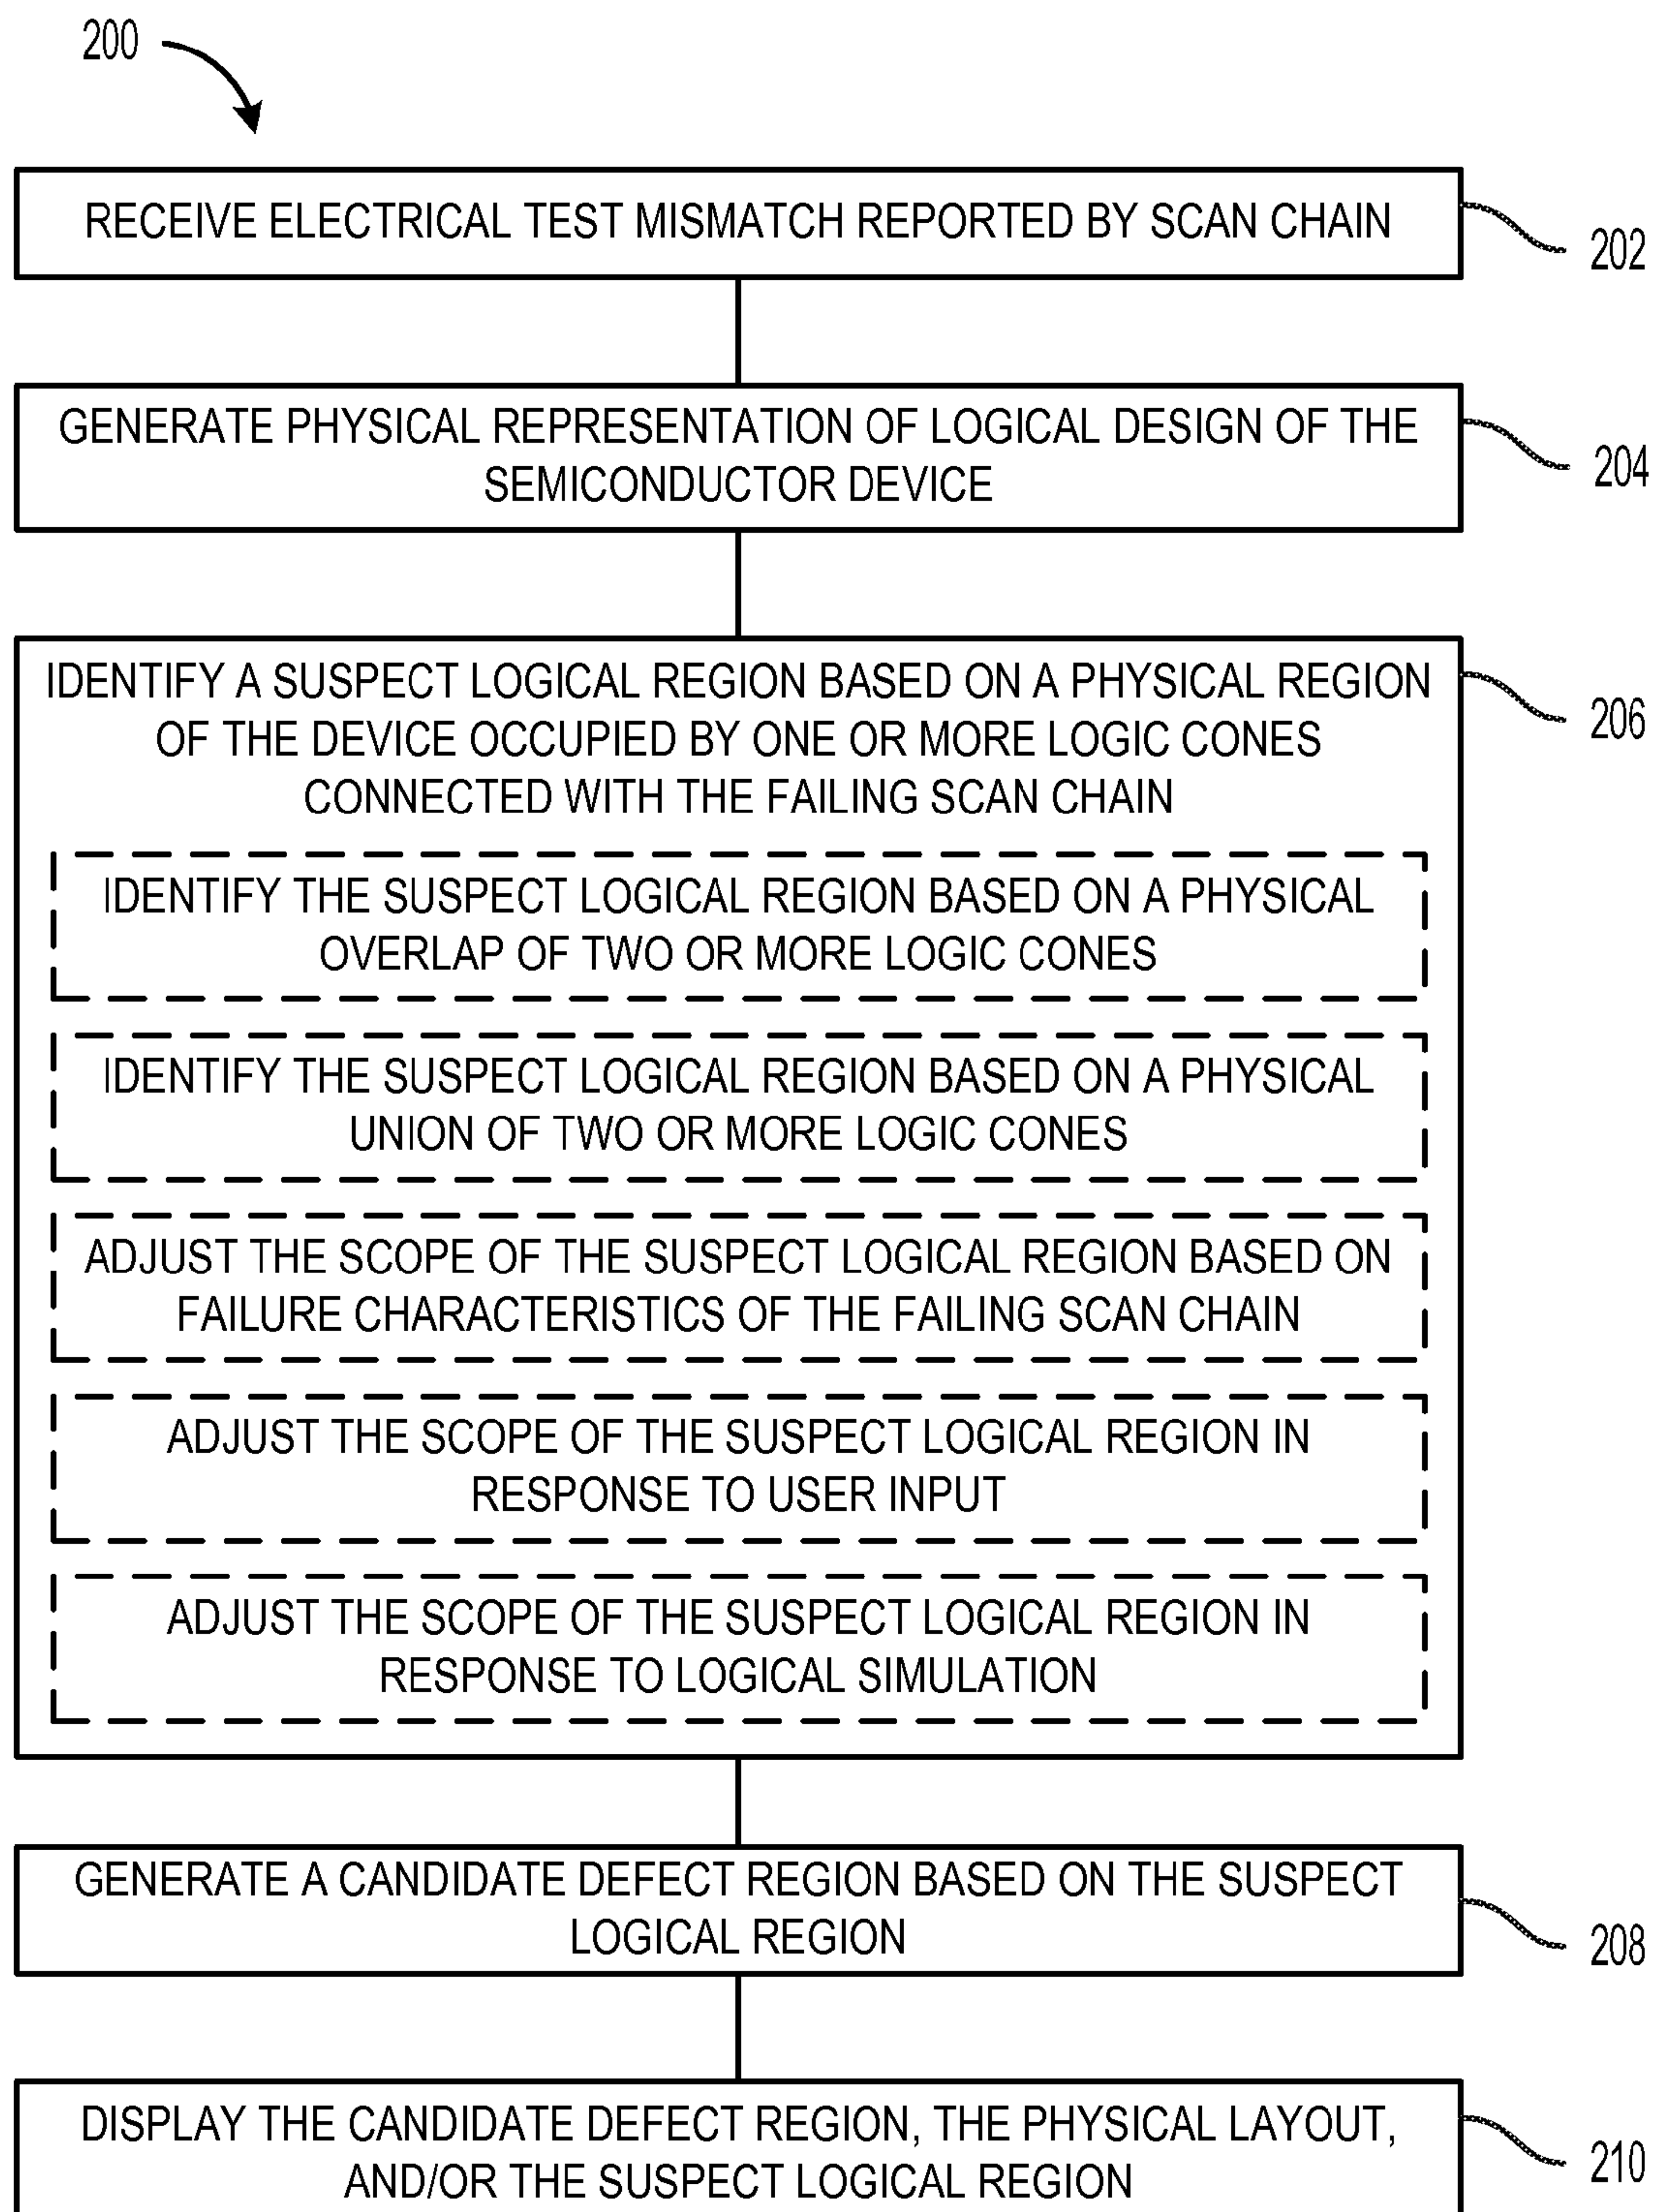 200
RECEIVE ELECTRICAL TEST MISMATCH REPORTED BY SCAN CHAIN
202
GENERATE PHYSICAL REPRESENTATION OF LOGICAL DESIGN OF THE
SEMICONDUCTOR DEVICE
204
IDENTIFY A SUSPECT LOGICAL REGION BASED ON A PHYSICAL REGION
OF THE DEVICE OCCUPIED BY ONE OR MORE LOGIC CONES
CONNECTED WITH THE FAILING SCAN CHAIN
206
IDENTIFY THE SUSPECT LOGICAL REGION BASED ON A PHYSICAL
OVERLAP OF TWO OR MORE LOGIC CONES
IDENTIFY THE SUSPECT LOGICAL REGION BASED ON A PHYSICAL
UNION OF TWO OR MORE LOGIC CONES
ADJUST THE SCOPE OF THE SUSPECT LOGICAL REGION BASED ON
FAILURE CHARACTERISTICS OF THE FAILING SCAN CHAIN
ADJUST THE SCOPE OF THE SUSPECT LOGICAL REGION IN
RESPONSE TO USER INPUT
ADJUST THE SCOPE OF THE SUSPECT LOGICAL REGION IN
RESPONSE TO LOGICAL SIMULATION
GENERATE A CANDIDATE DEFECT REGION BASED ON THE SUSPECT
LOGICAL REGION
208
DISPLAY THE CANDIDATE DEFECT REGION, THE PHYSICAL LAYOUT,
AND/OR THE SUSPECT LOGICAL REGION
210